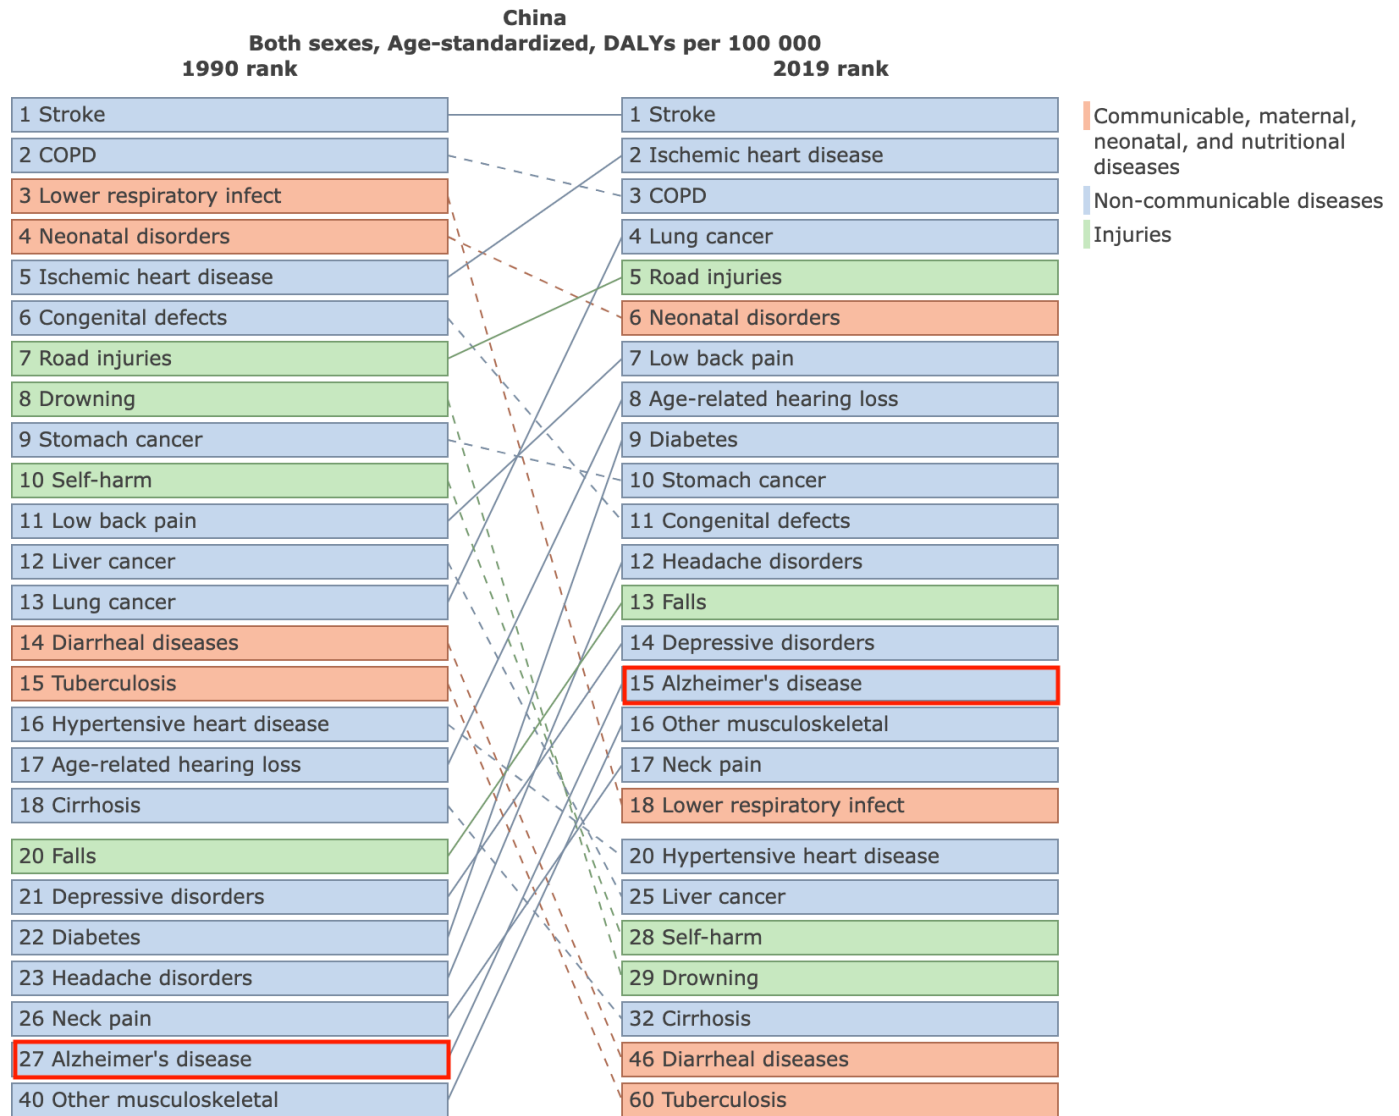 China
Both sexes, Age-standardized, DALYs per 100 000
1990 rank
2019 rank
1 Stroke
2 COPD
3 Lower respiratory infect
4 Neonatal disorders
5 Ischemic heart disease
6 Congenital defects
7 Road injuries
8 Drowning
9 Stomach cancer
10 Self-harm
11 Low back pain
12 Liver cancer
13 Lung cancer
14 Diarrheal diseases
15 Tuberculosis
16 Hypertensive heart disease
17 Age-related hearing loss
18 Cirrhosis
20 Falls
21 Depressive disorders
22 Diabetes
23 Headache disorders
26 Neck pain
27 Alzheimer's disease
40 Other musculoskeletal
1 Stroke
2 Ischemic heart disease
3 COPD
4 Lung cancer
5 Road injuries
6 Neonatal disorders
7 Low back pain
8 Age-related hearing loss
9 Diabetes
10 Stomach cancer
11 Congenital defects
12 Headache disorders
13 Falls
14 Depressive disorders
15 Alzheimer's disease
16 Other musculoskeletal
17 Neck pain
18 Lower respiratory infect
20 Hypertensive heart disease
25 Liver cancer
28 Self-harm
29 Drowning
32 Cirrhosis
46 Diarrheal diseases
60 Tuberculosis
Communicable, maternal,
neonatal, and nutritional
diseases
Non-communicable diseases
Injuries